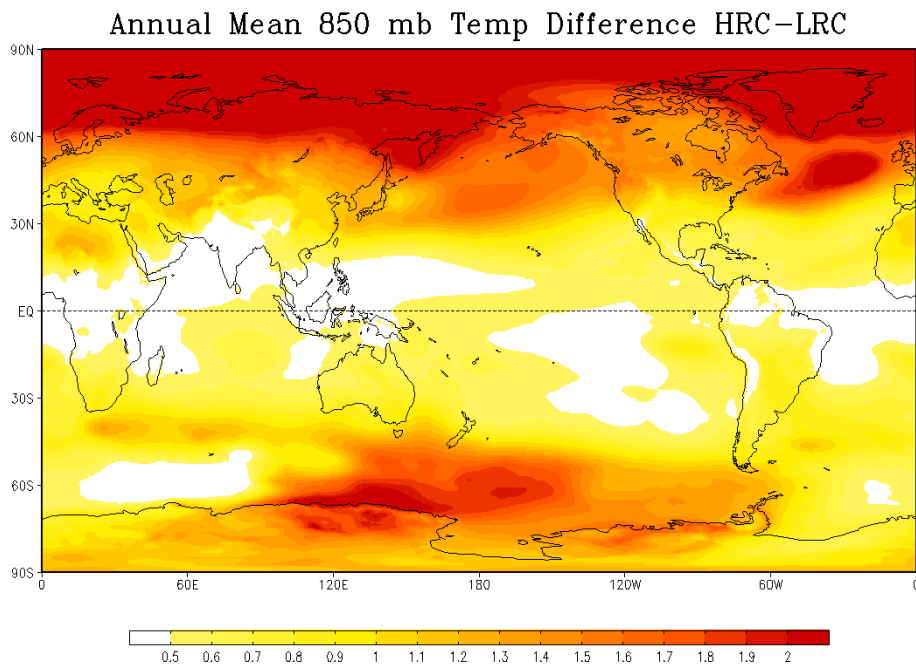 Annual Mean 850 mb Temp Difference HRC-LRC
90N
60N
30N
EQ
30S
60S
90S
0 60E 120E 180 120W 60W 0
0.5 0.6 0.7 0.8 0.9 1 1.1 1.2 1.3 1.4 1.5 1.6 1.7 1.8 1.9 2